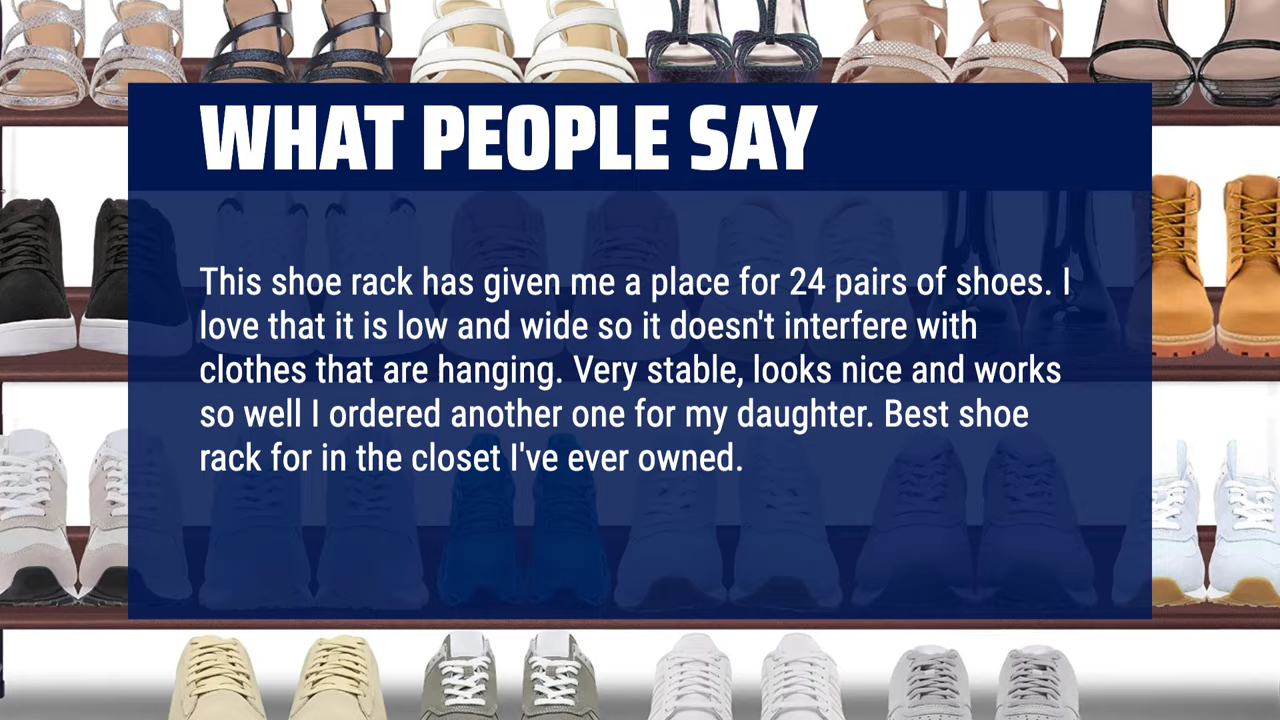 WHAT PEOPLE SAY
This shoe rack has given me a place for 24 pairs of shoes. I
love that it is low and wide so it doesn't interfere with
clothes that are hanging. Very stable, looks nice and works
so well I ordered another one for my daughter. Best shoe
rack for in the closet I've ever owned.